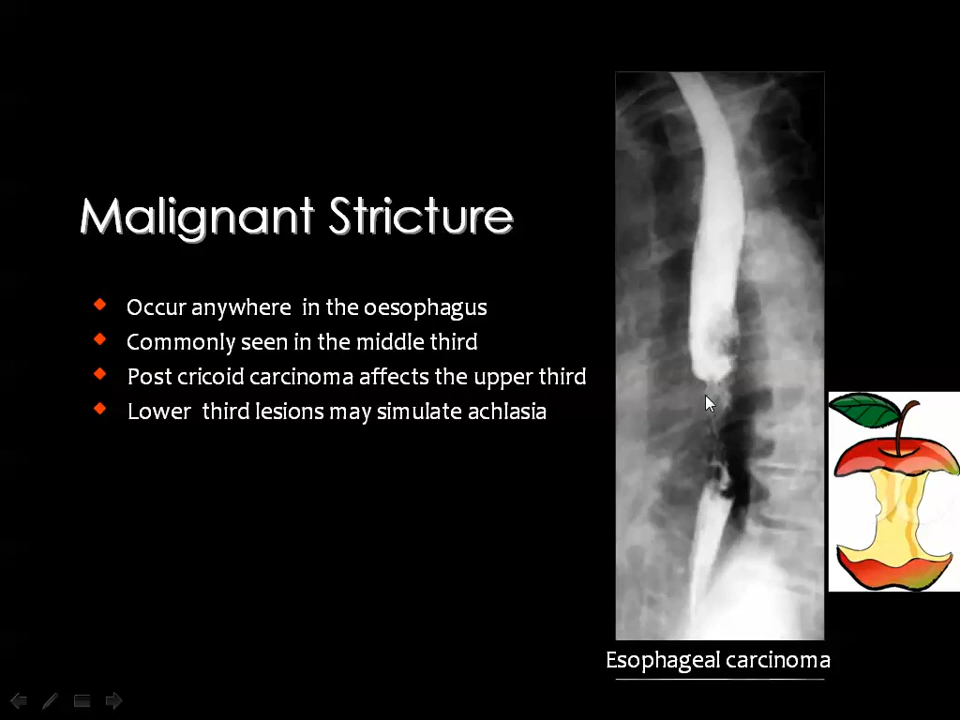 Malignant Stricture
Occur anywhere  in the oesophagus
Commonly seen in the middle third
Post cricoid carcinoma affects the upper third
Lower  third lesions may simulate achlasia
Esophageal carcinoma